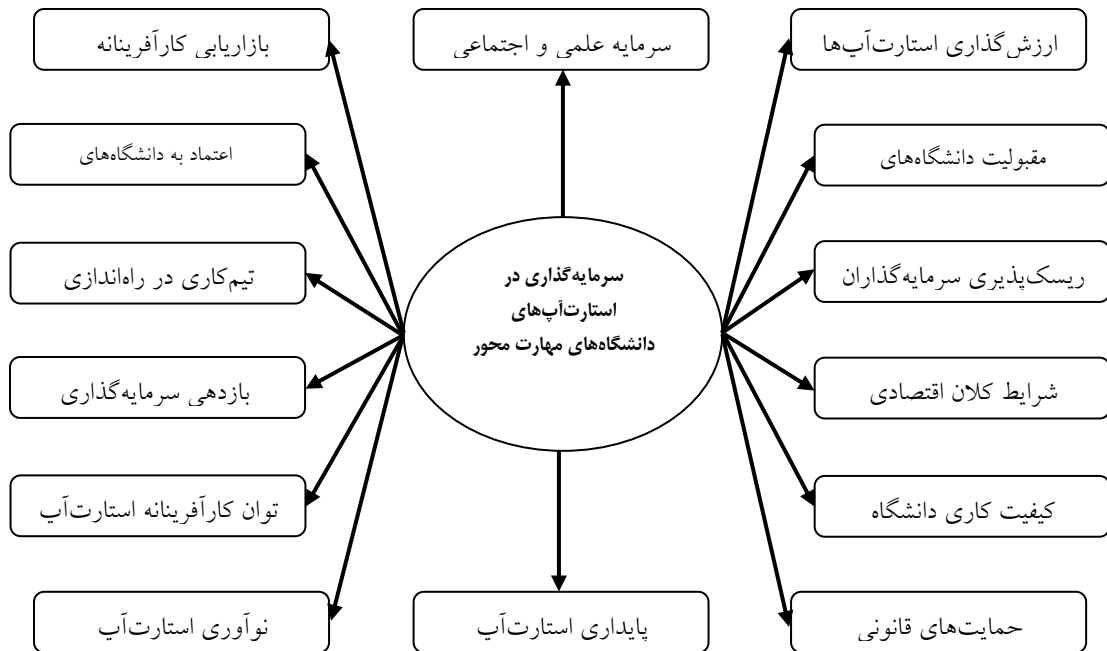 ارزش‌گذاری استارت‌آپ‌ها
سرمایه علمی و اجتماعی
بازاریابی کارآفرینانه
مقبولیت دانشگاه‌های
اعتماد به دانشگاه‌های
ریسک‌پذیری سرمایه‌گذاران
سرمایه‌گذاری در
استارت‌آپ‌های
دانشگاه‌های مهارت محور
تیم‌کاری در راه‌اندازی
شرایط کلان اقتصادی
بازدهی سرمایه‌گذاری
کیفیت کاری دانشگاه
توان کارآفرینانه استارت‌آپ
حمایت‌های قانونی
پایداری استارت‌آپ
نوآوری استارت‌آپ